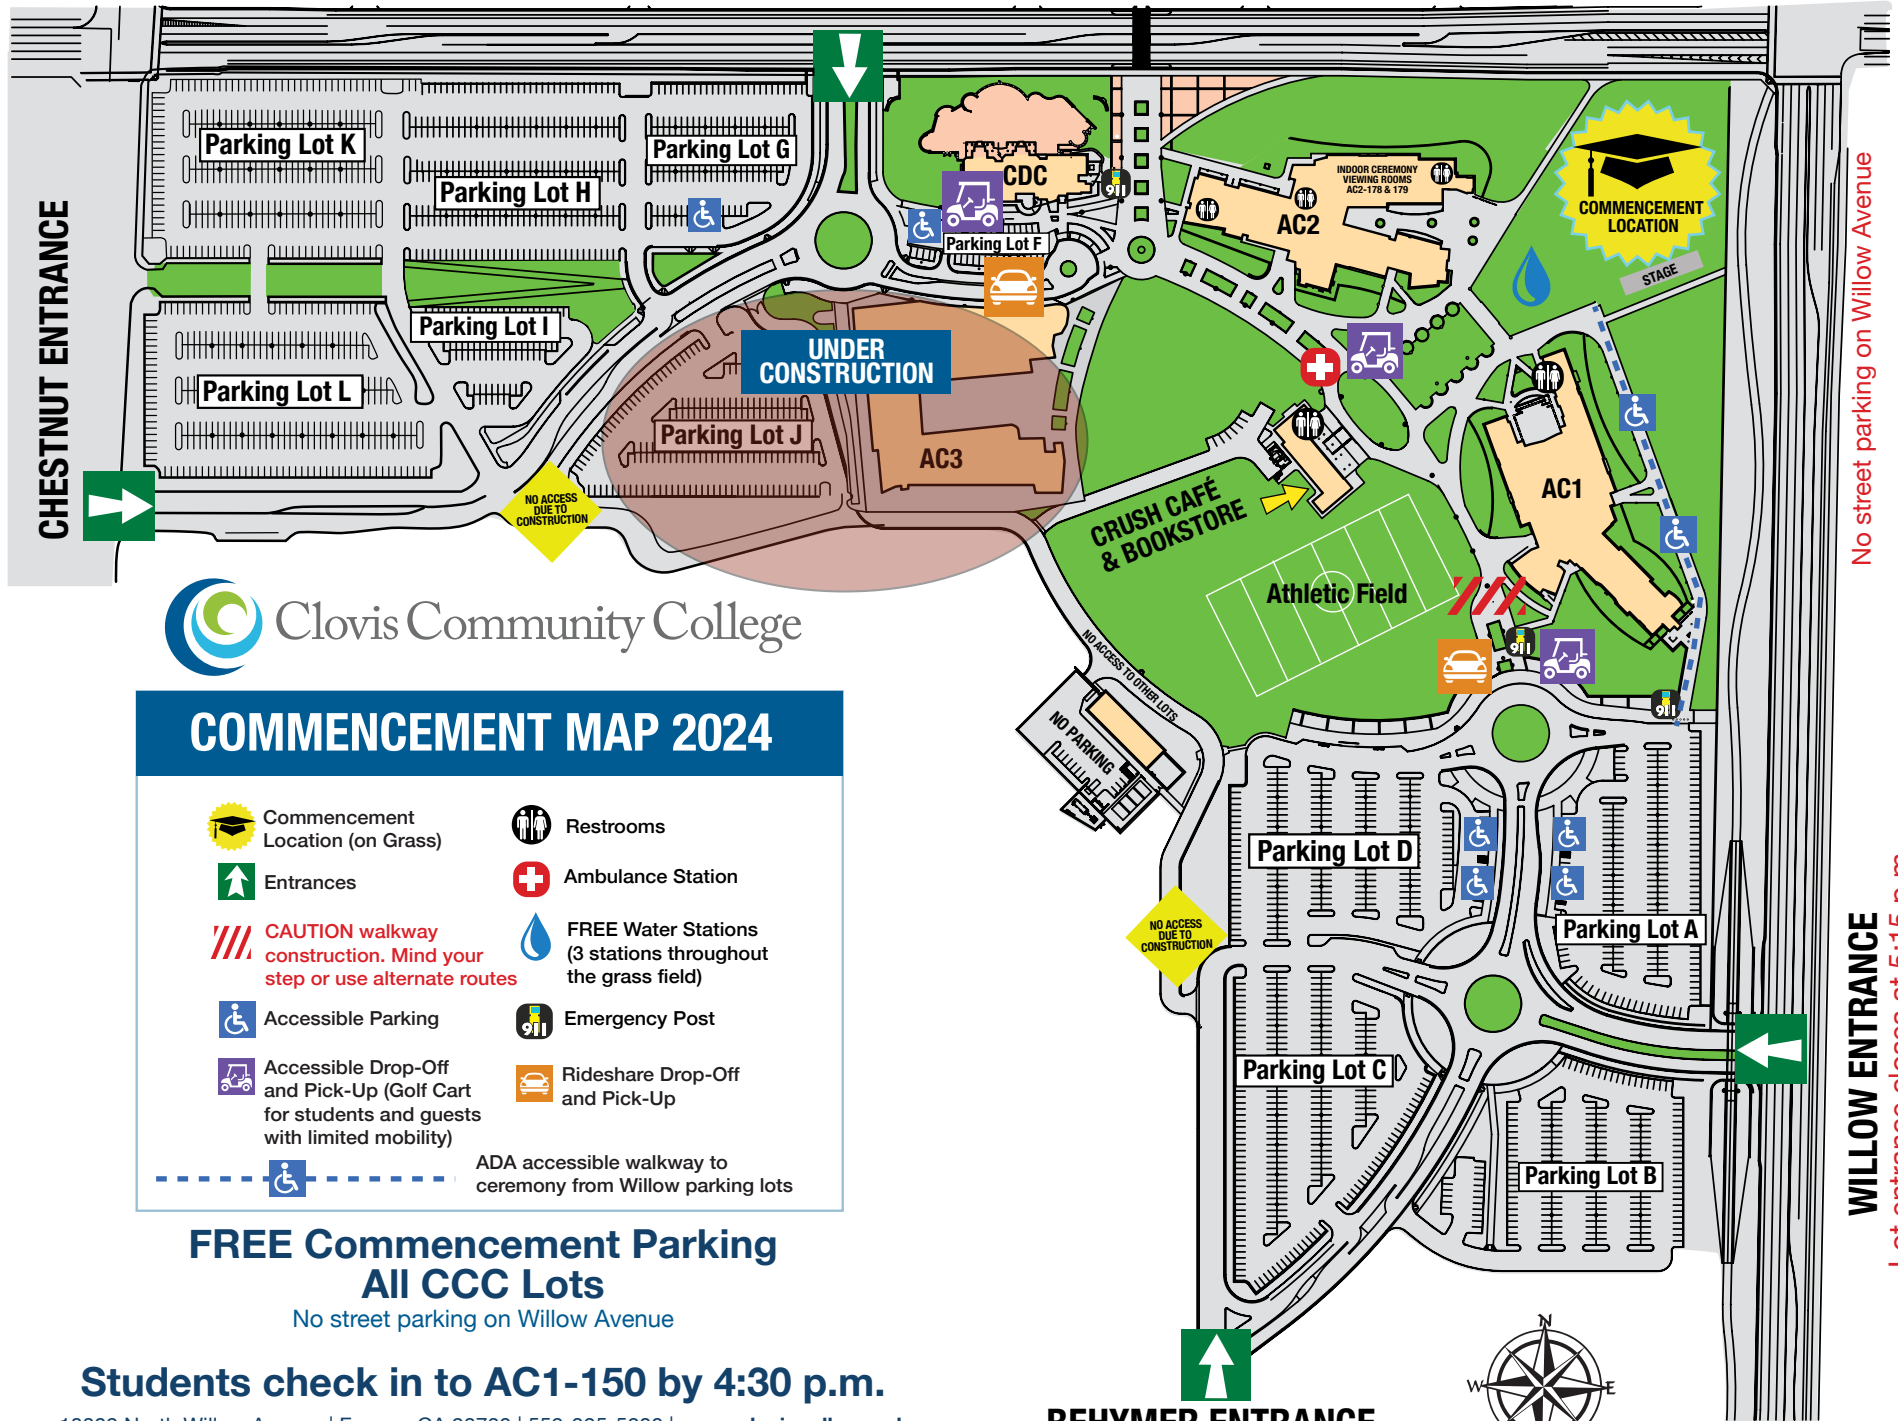 Parking Lot K
Parking Lot H
Parking Lot G
CDC
911
Parking Lot F
INDOOR CEREMONY
VIEWING ROOMS
AC2-178 & 179
AC2
COMMENCEMENT
LOCATION
STAGE
No street parking on Willow Avenue
CHESTNUT ENTRANCE
Parking Lot I
Parking Lot L
UNDER
CONSTRUCTION
Parking Lot J
AC3
NO ACCESS
DUE TO
CONSTRUCTION
CRUSH CAFÉ
& BOOKSTORE
AC1
Athletic Field
911
911
NO ACCESS TO OTHER LOTS
NO PARKING
Clovis Community College
COMMENCEMENT MAP 2024
Commencement
Location (on Grass)
Entrances
CAUTION walkway
construction. Mind your
step or use alternate routes
Accessible Parking
Accessible Drop-Off
and Pick-Up (Golf Cart
for students and guests
with limited mobility)
Restrooms
Ambulance Station
FREE Water Stations
(3 stations throughout
the grass field)
911
Emergency Post
Rideshare Drop-Off
and Pick-Up
ADA accessible walkway to
ceremony from Willow parking lots
Parking Lot D
Parking Lot A
NO ACCESS
DUE TO
CONSTRUCTION
Parking Lot C
Parking Lot B
WILLOW ENTRANCE
FREE Commencement Parking
All CCC Lots
No street parking on Willow Avenue
Students check in to AC1-150 by 4:30 p.m.
N
W
E
BEHYMER ENTRANCE